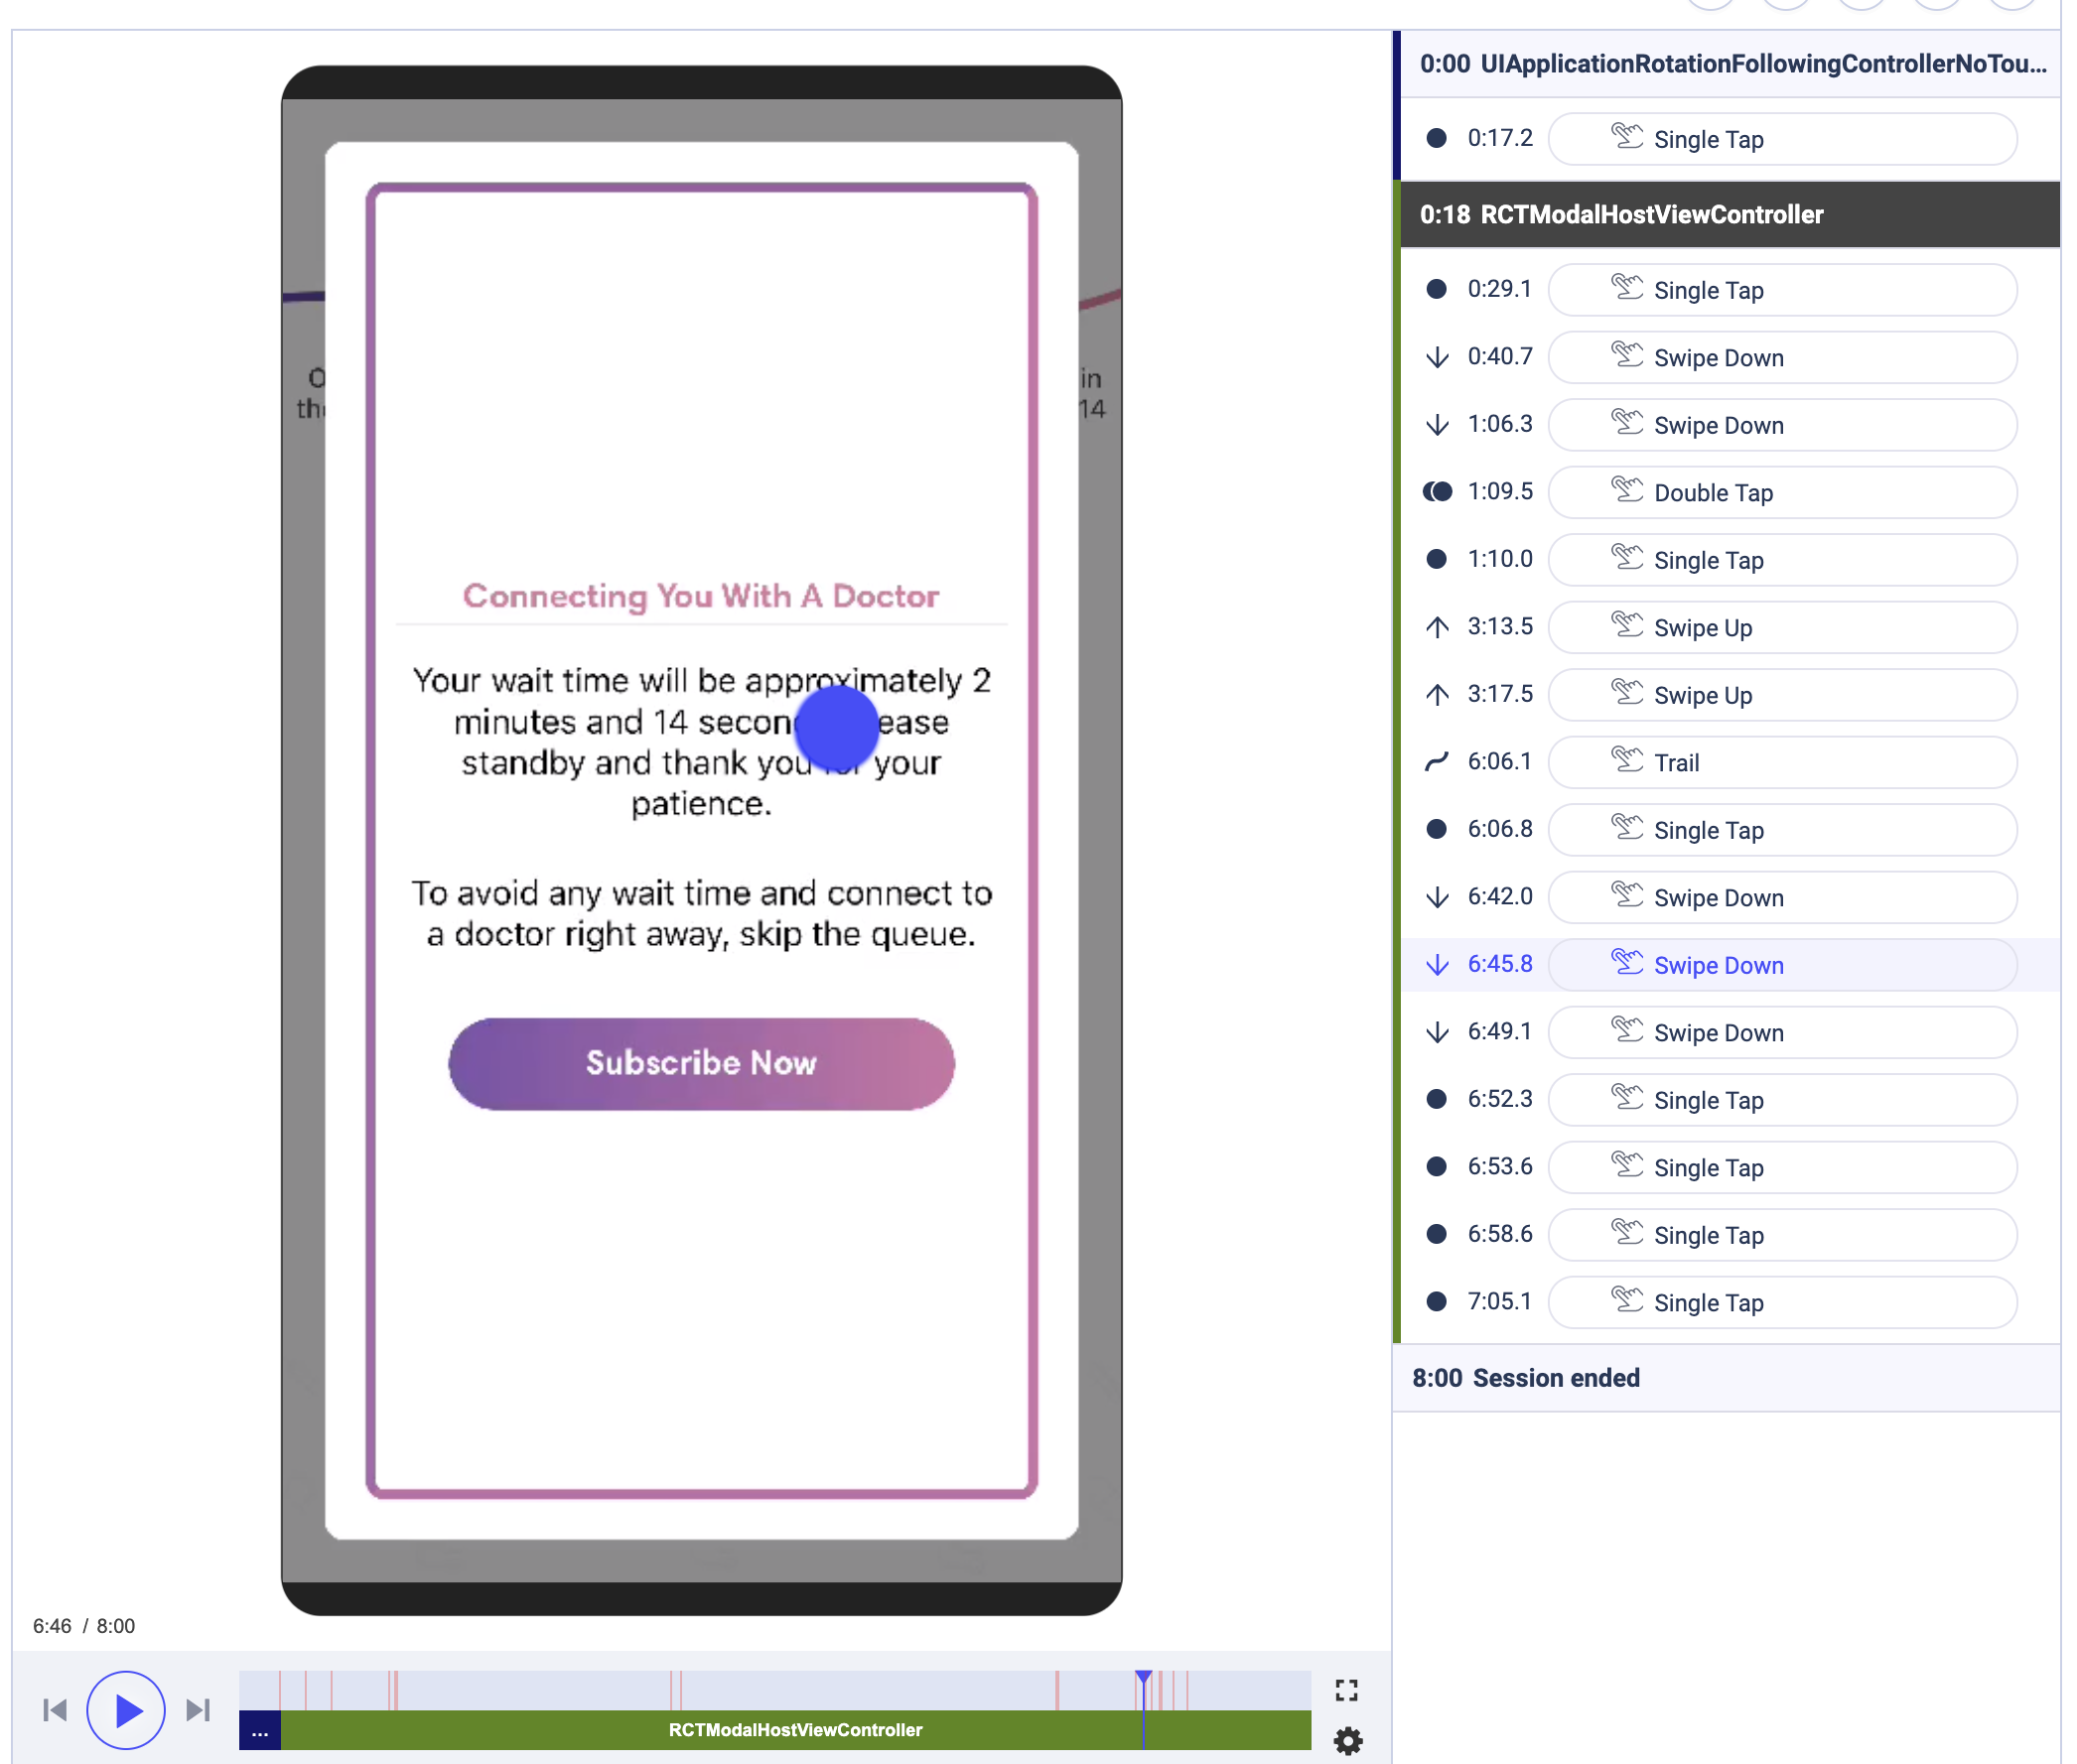 O
in
the
14
Connecting You With A Doctor
Your wait time will be approximately 2
minutes and 14 secon ease
standby and thank you your
patience.
To avoid any wait time and connect to
a doctor right away, skip the queue.
Subscribe Now
6:46 / 8:00
...
RCTModalHostViewController
0:00 UIApplicationRotationFollowingControllerNoTou...
0:17.2 Single Tap
0:18 RCTModalHostViewController
0:29.1 Single Tap
0:40.7 Swipe Down
1:06.3 Swipe Down
1:09.5 Double Tap
1:10.0 Single Tap
3:13.5 Swipe Up
3:17.5 Swipe Up
6:06.1 Trail
6:06.8 Single Tap
6:42.0 Swipe Down
6:45.8 Swipe Down
6:49.1 Swipe Down
6:52.3 Single Tap
6:53.6 Single Tap
6:58.6 Single Tap
7:05.1 Single Tap
8:00 Session ended